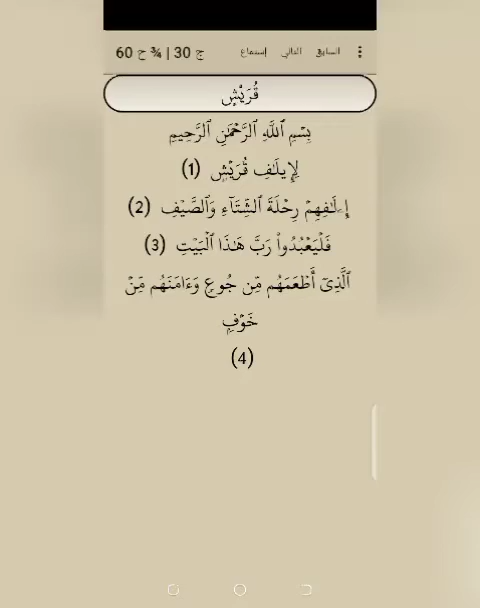 ج 30 | ¾ ح 60 إستماع التالي السابق
قُرَيْشٍ
بِسۡمِ ٱللَّهِ ٱلرَّحۡمَٰنِ ٱلرَّحِيمِ
لِإِيلَٰفِ قُرَيۡشٍ (1)
إِۦلَٰفِهِمۡ رِحۡلَةَ ٱلشِّتَآءِ وَٱلصَّيۡفِ (2)
فَلۡيَعۡبُدُواْ رَبَّ هَٰذَا ٱلۡبَيۡتِ (3)
ٱلَّذِيٓ أَطۡعَمَهُم مِّن جُوعٖ وَءَامَنَهُم مِّنۡ
خَوۡفِۭ
(4)